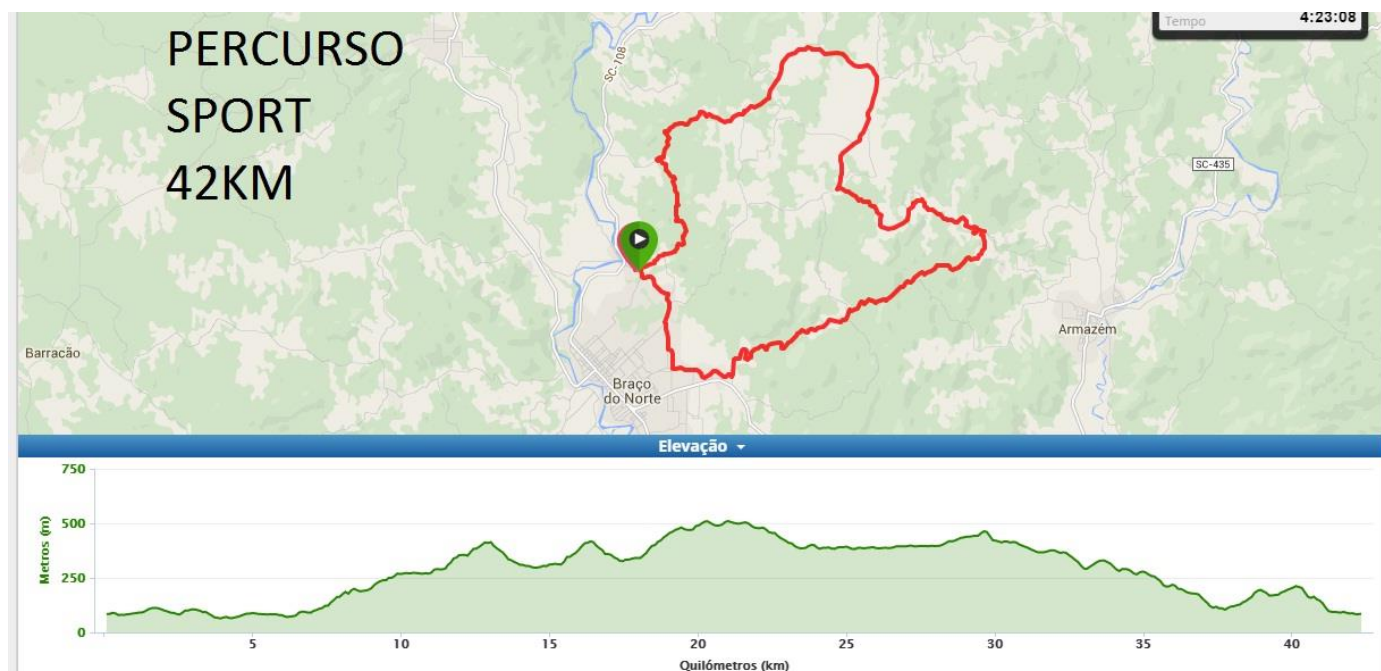 PERCURSO
SPORT
42KM
Tempo 4:23:08
SC-108
SC-435
Armazém
Barracão
Braço
do Norte
Elevação
750
500
250
0
Metros (m)
5 10 15 20 25 30 35 40
Quilómetros (km)